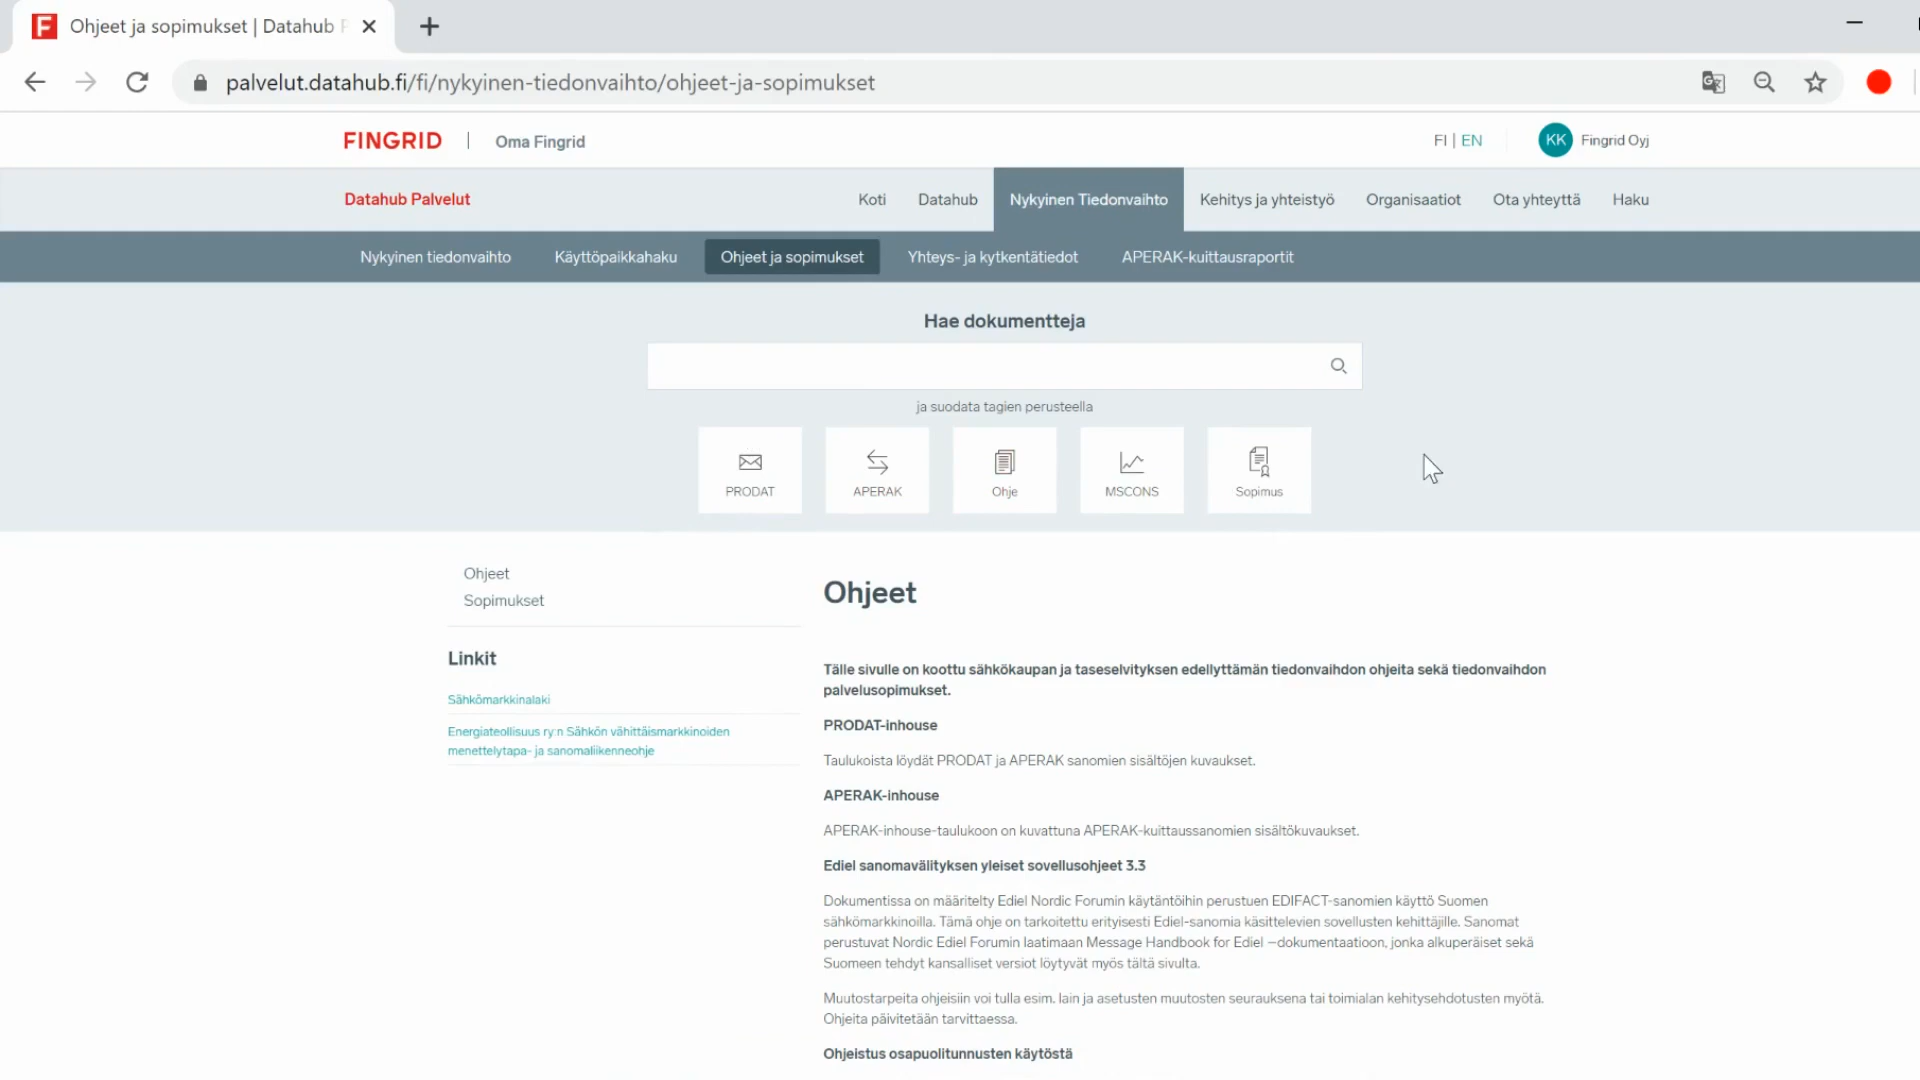 Ohjeet ja sopimukset | Datahub
palvelut.datahub.fi/fi/nykyinen-tiedonvaihto/ohjeet-ja-sopimukset
FINGRID | Oma Fingrid
FI | EN
KK Fingrid Oyj
Datahub Palvelut
Koti
Datahub
Nykyinen Tiedonvaihto
Kehitys ja yhteistyö
Organisaatiot
Ota yhteyttä
Haku
Nykyinen tiedonvaihto
Käyttöpaikkahaku
Ohjeet ja sopimukset
Yhteys- ja kytkentätiedot
APERAK-kuittausraportit
Hae dokumentteja
ja suodata tagien perusteella
PRODAT
APERAK
Ohje
MSCONS
Sopimus
Ohjeet
Sopimukset
Linkit
Sähkömarkkinalaki
Energiateollisuus ry:n Sähkön vähittäismarkkinoiden
menettelytapa- ja sanomaliikenneohje
Ohjeet
Tälle sivulle on koottu sähkökaupan ja taseselvityksen edellyttämän tiedonvaihdon ohjeita sekä tiedonvaihdon
palvelusopimukset.
PRODAT-inhouse
Taulukoista löydät PRODAT ja APERAK sanomien sisältöjen kuvaukset.
APERAK-inhouse
APERAK-inhouse-taulukoon on kuvattuna APERAK-kuittaussanomien sisältökuvaukset.
Ediel sanomavälityksen yleiset sovellusohjeet 3.3
Dokumentissa on määritelty Ediel Nordic Forumin käytäntöihin perustuen EDIFACT-sanomien käyttö Suomen
sähkömarkkinoilla. Tämä ohje on tarkoitettu erityisesti Ediel-sanomia käsittelevien sovellusten kehittäjille. Sanomat
perustuvat Nordic Ediel Forumin laatimaan Message Handbook for Ediel –dokumentaatioon, jonka alkuperäiset sekä
Suomeen tehdyt kansalliset versiot löytyvät myös tältä sivulta.
Muutostarpeita ohjeisiin voi tulla esim. lain ja asetusten muutosten seurauksena tai toimialan kehitysehdotusten myötä.
Ohjeita päivitetään tarvittaessa.
Ohjeistus osapuolitunnusten käytöstä